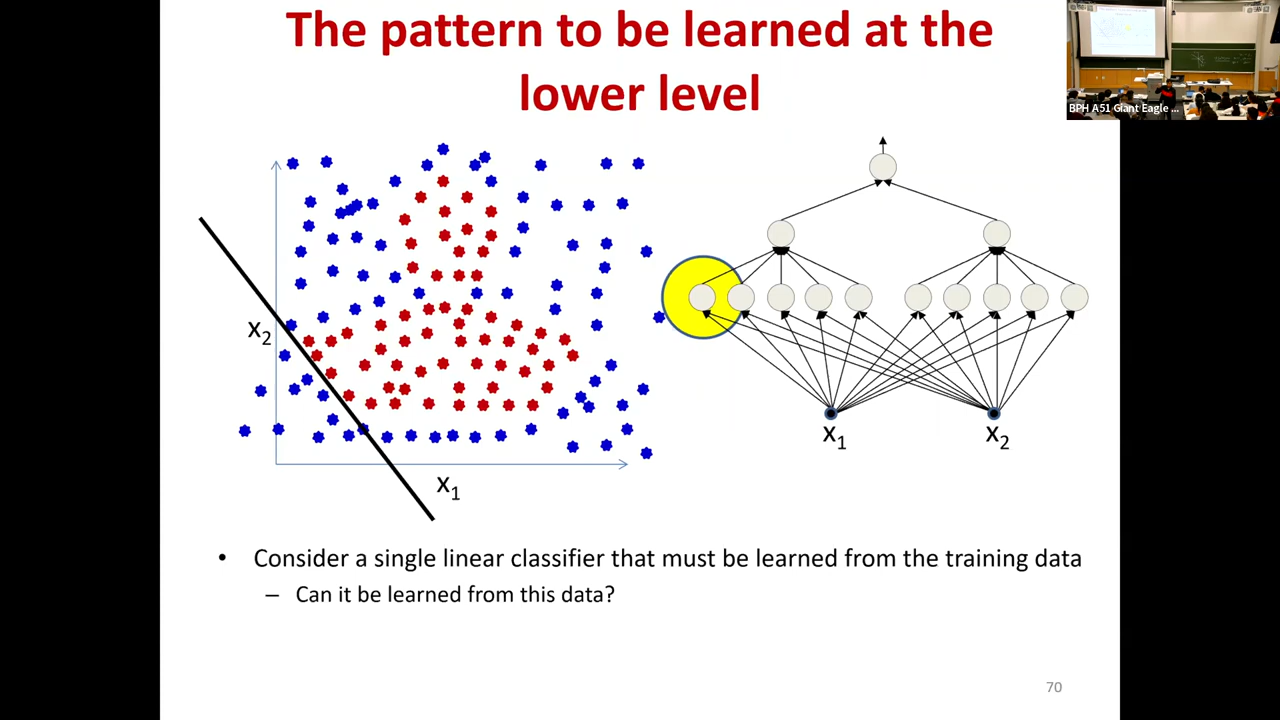 The pattern to be learned at the
lower level
BPH A51 Giant Eagle ...
x₂
x₁
x₁
x₂
• Consider a single linear classifier that must be learned from the training data
– Can it be learned from this data?
70